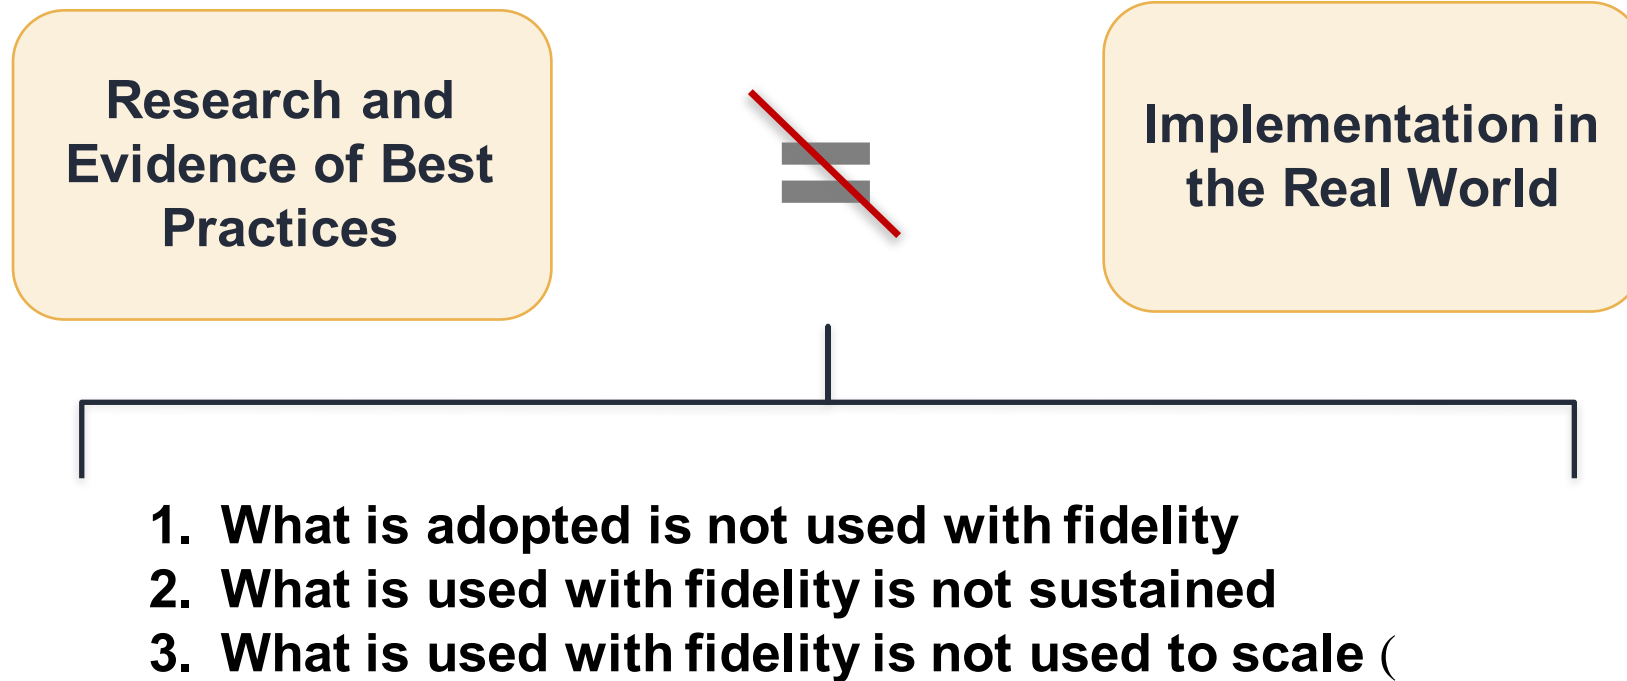 Research and
Evidence of Best
Practices
=
Implementation in
the Real World
1. What is adopted is not used with fidelity
2. What is used with fidelity is not sustained
3. What is used with fidelity is not used to scale (